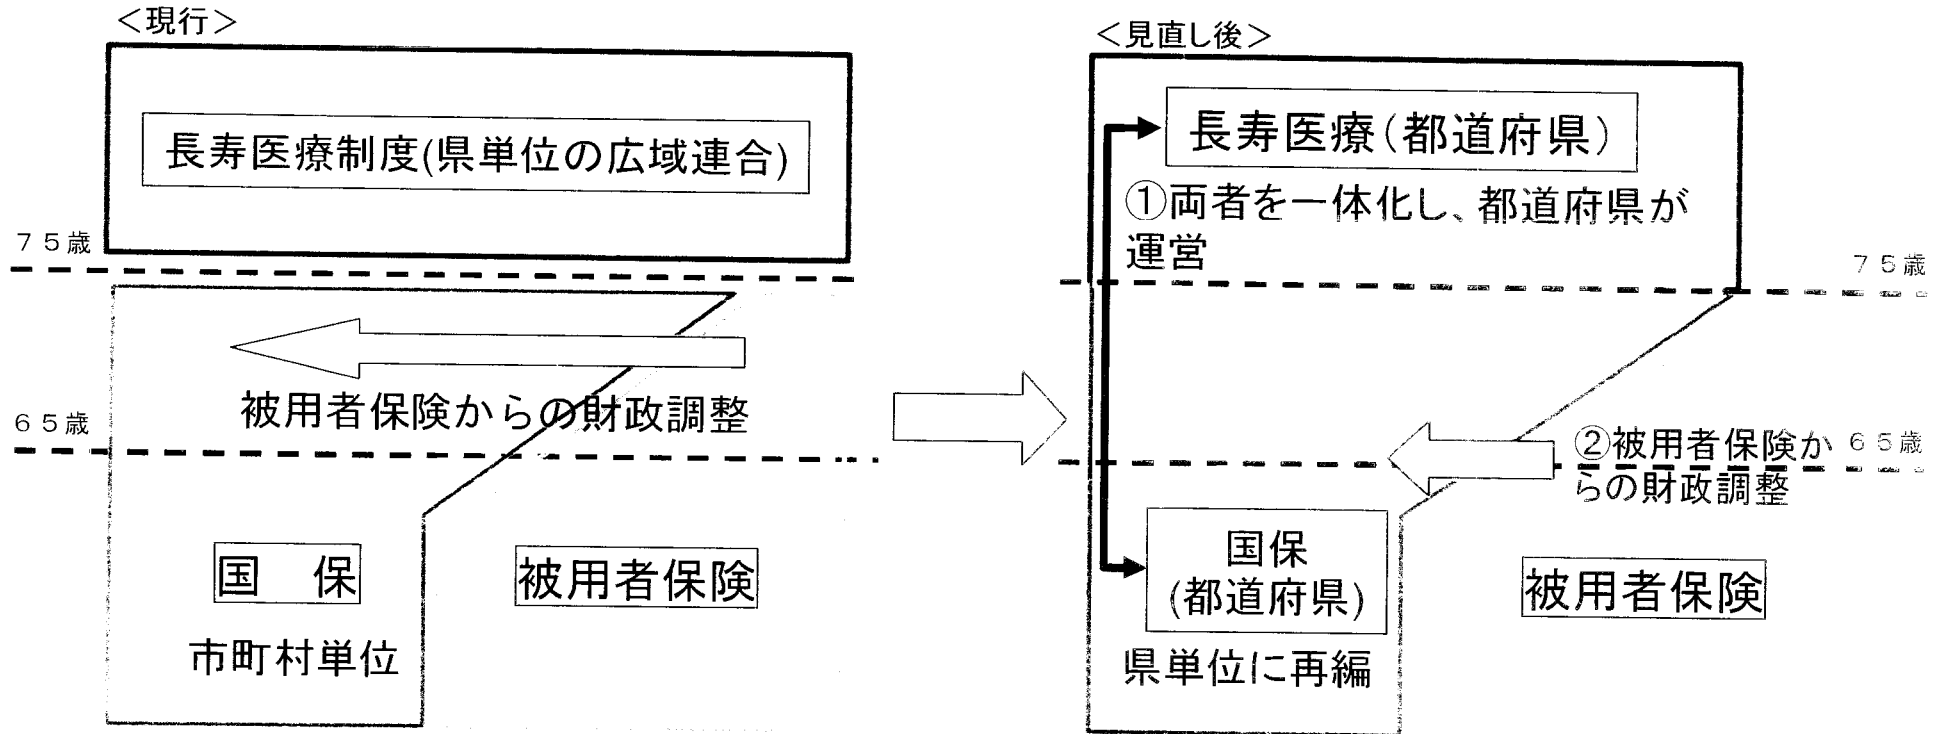 ＜現行＞
長寿医療制度(県単位の広域連合)
７５歳
被用者保険からの財政調整
６５歳
国　保
被用者保険
市町村単位
＜見直し後＞
長寿医療(都道府県)
①両者を一体化し、都道府県が
運営
７５歳
②被用者保険か
らの財政調整
６５歳
国保
(都道府県)
被用者保険
県単位に再編